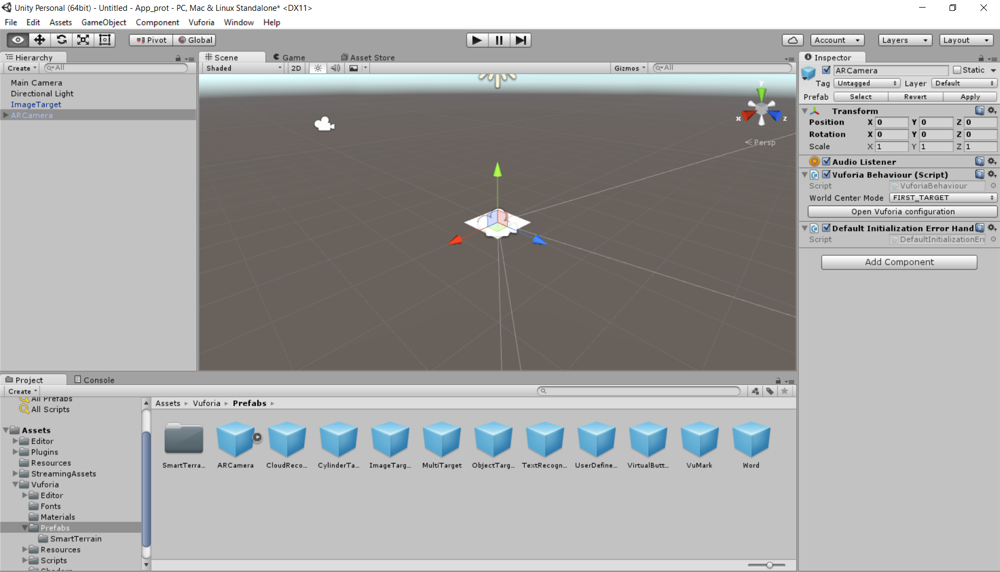 Unity Personal (64bit) - Untitled - App_prot - PC, Mac & Linux Standalone* <DX11>
File Edit Assets GameObject Component Vuforia Window Help
Pivot Global Account Layers Layout
Hierarchy
Create All
Main Camera
Directional Light
ImageTarget
ARCamera
Scene Game Asset Store
Shaded 2D Gizmos All
y
x z
Persp
Inspector
ARCamera Static
Tag Untagged Layer Default
Prefab Select Revert Apply
Transform
Position X 0 Y 0 Z 0
Rotation X 0 Y 0 Z 0
Scale X 1 Y 1 Z 1
Audio Listener
Vuforia Behaviour (Script)
Script VuforiaBehaviour
World Center Mode FIRST_TARGET
Open Vuforia configuration
Default Initialization Error Hand
Script DefaultInitializationErr
Add Component
Project Console
Create
All Prefabs
All Scripts
Assets
Editor
Plugins
Resources
StreamingAssets
Vuforia
Editor
Fonts
Materials
Prefabs
SmartTerrain
Resources
Scripts
Assets Vuforia Prefabs
SmartTerra... ARCamera CloudReco... CylinderTa... ImageTarg... MultiTarget ObjectTarg... TextRecogn... UserDefine... VirtualButt... VuMark Word